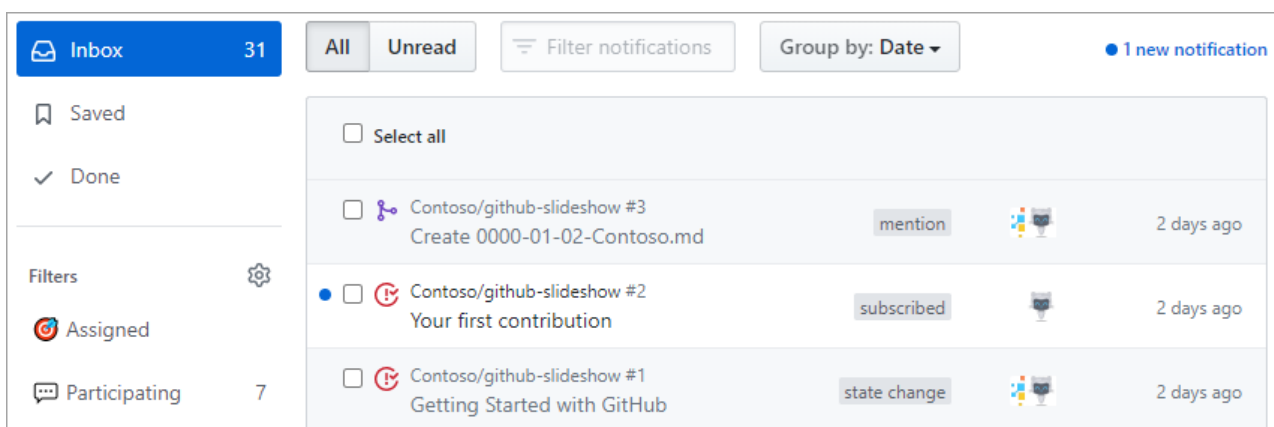 Inbox 31
Saved
Done
Filters
Assigned
Participating 7
All Unread Filter notifications Group by: Date 1 new notification
Select all
Contoso/github-slideshow #3
Create 0000-01-02-Contoso.md mention 2 days ago
Contoso/github-slideshow #2
Your first contribution subscribed 2 days ago
Contoso/github-slideshow #1
Getting Started with GitHub state change 2 days ago